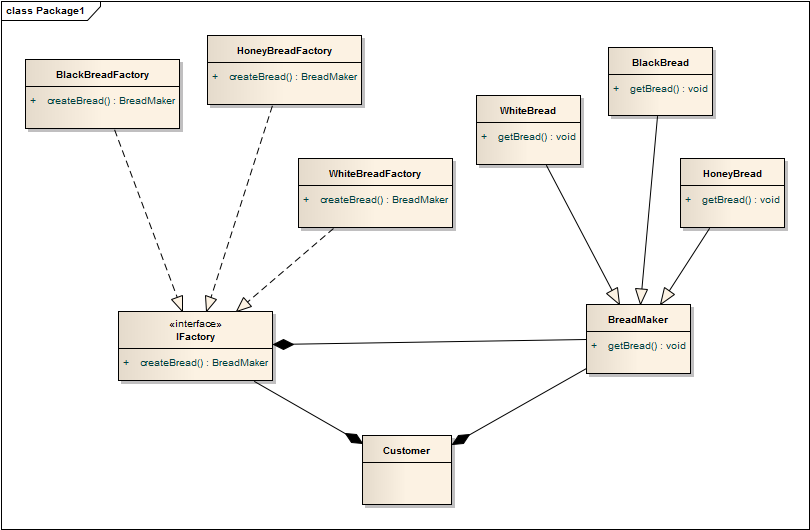 class Package1
HoneyBreadFactory
+ createBread() : BreadMaker
BlackBreadFactory
+ createBread() : BreadMaker
WhiteBreadFactory
+ createBread() : BreadMaker
BlackBread
+ getBread() : void
WhiteBread
+ getBread() : void
HoneyBread
+ getBread() : void
«interface»
IFactory
+ createBread() : BreadMaker
BreadMaker
+ getBread() : void
Customer